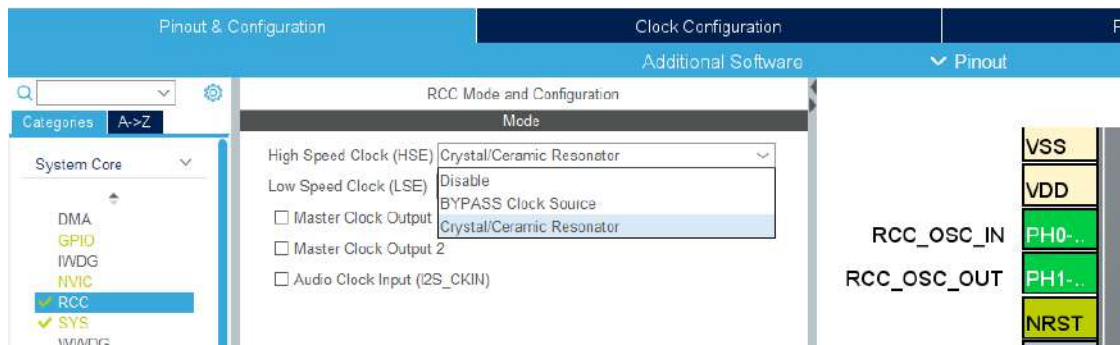 Pinout & Configuration
Clock Configuration
Additional Software
Pinout
RCC Mode and Configuration
Mode
Categories
A->Z
System Core
DMA
GPIO
IWDG
NVIC
RCC
SYS
WWDG
High Speed Clock (HSE) Crystal/Ceramic Resonator
Low Speed Clock (LSE)
Disable
BYPASS Clock Source
Crystal/Ceramic Resonator
Master Clock Output
Master Clock Output 2
Audio Clock Input (I2S_CKIN)
VSS
VDD
RCC_OSC_IN PH0-..
RCC_OSC_OUT PH1-..
NRST